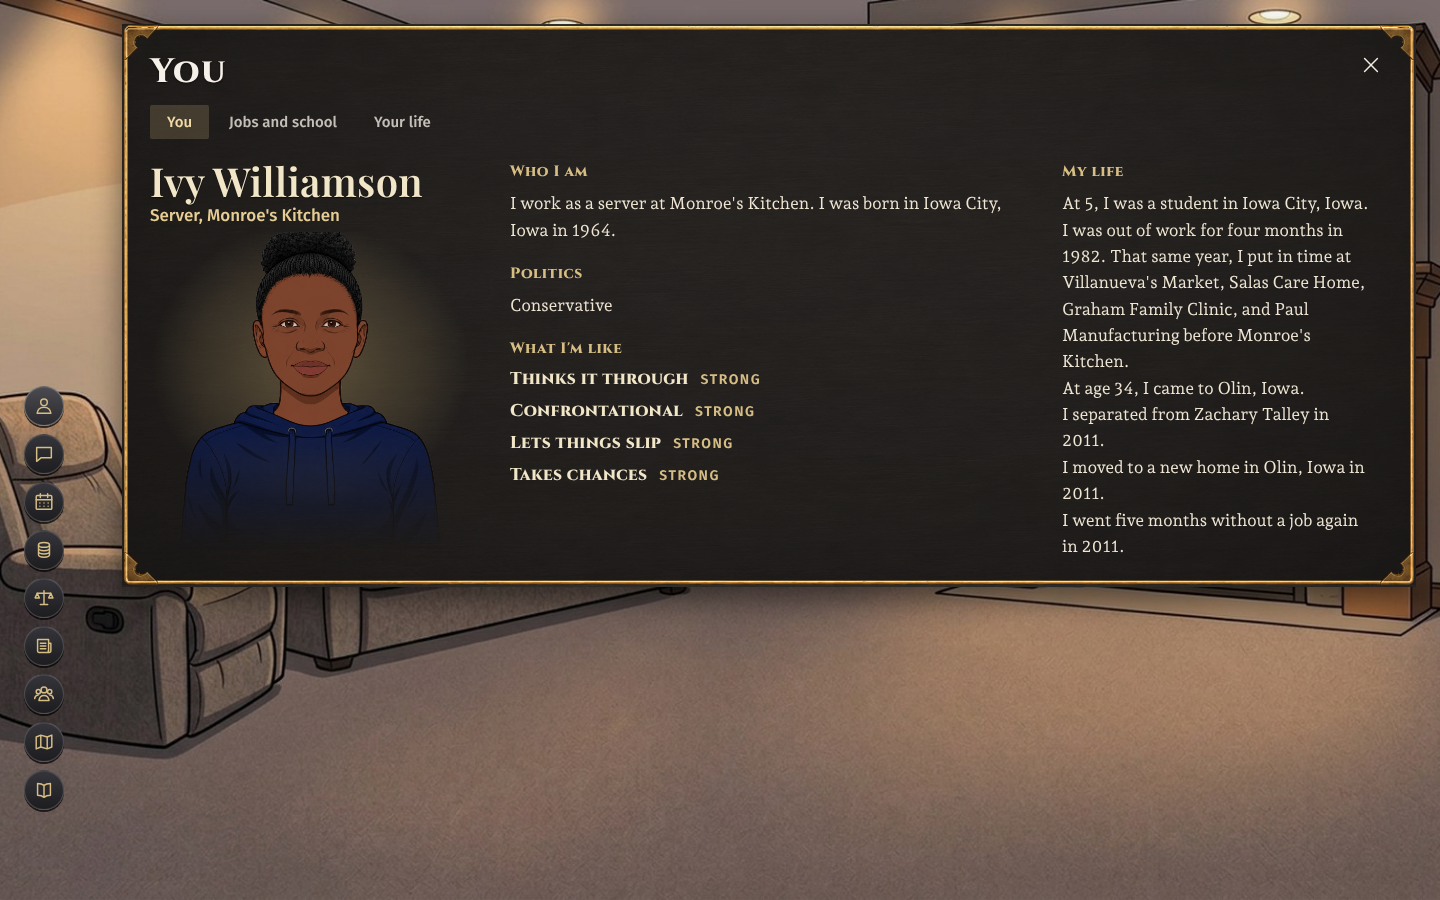 You
You
Jobs and school
Your life
Ivy Williamson
Server, Monroe's Kitchen
Who I am
I work as a server at Monroe's Kitchen. I was born in Iowa City,
Iowa in 1964.
Politics
Conservative
What I'm like
Thinks it through STRONG
Confrontational STRONG
Lets things slip STRONG
Takes chances STRONG
My life
At 5, I was a student in Iowa City, Iowa.
I was out of work for four months in
1982. That same year, I put in time at
Villanueva's Market, Salas Care Home,
Graham Family Clinic, and Paul
Manufacturing before Monroe's
Kitchen.
At age 34, I came to Olin, Iowa.
I separated from Zachary Talley in
2011.
I moved to a new home in Olin, Iowa in
2011.
I went five months without a job again
in 2011.